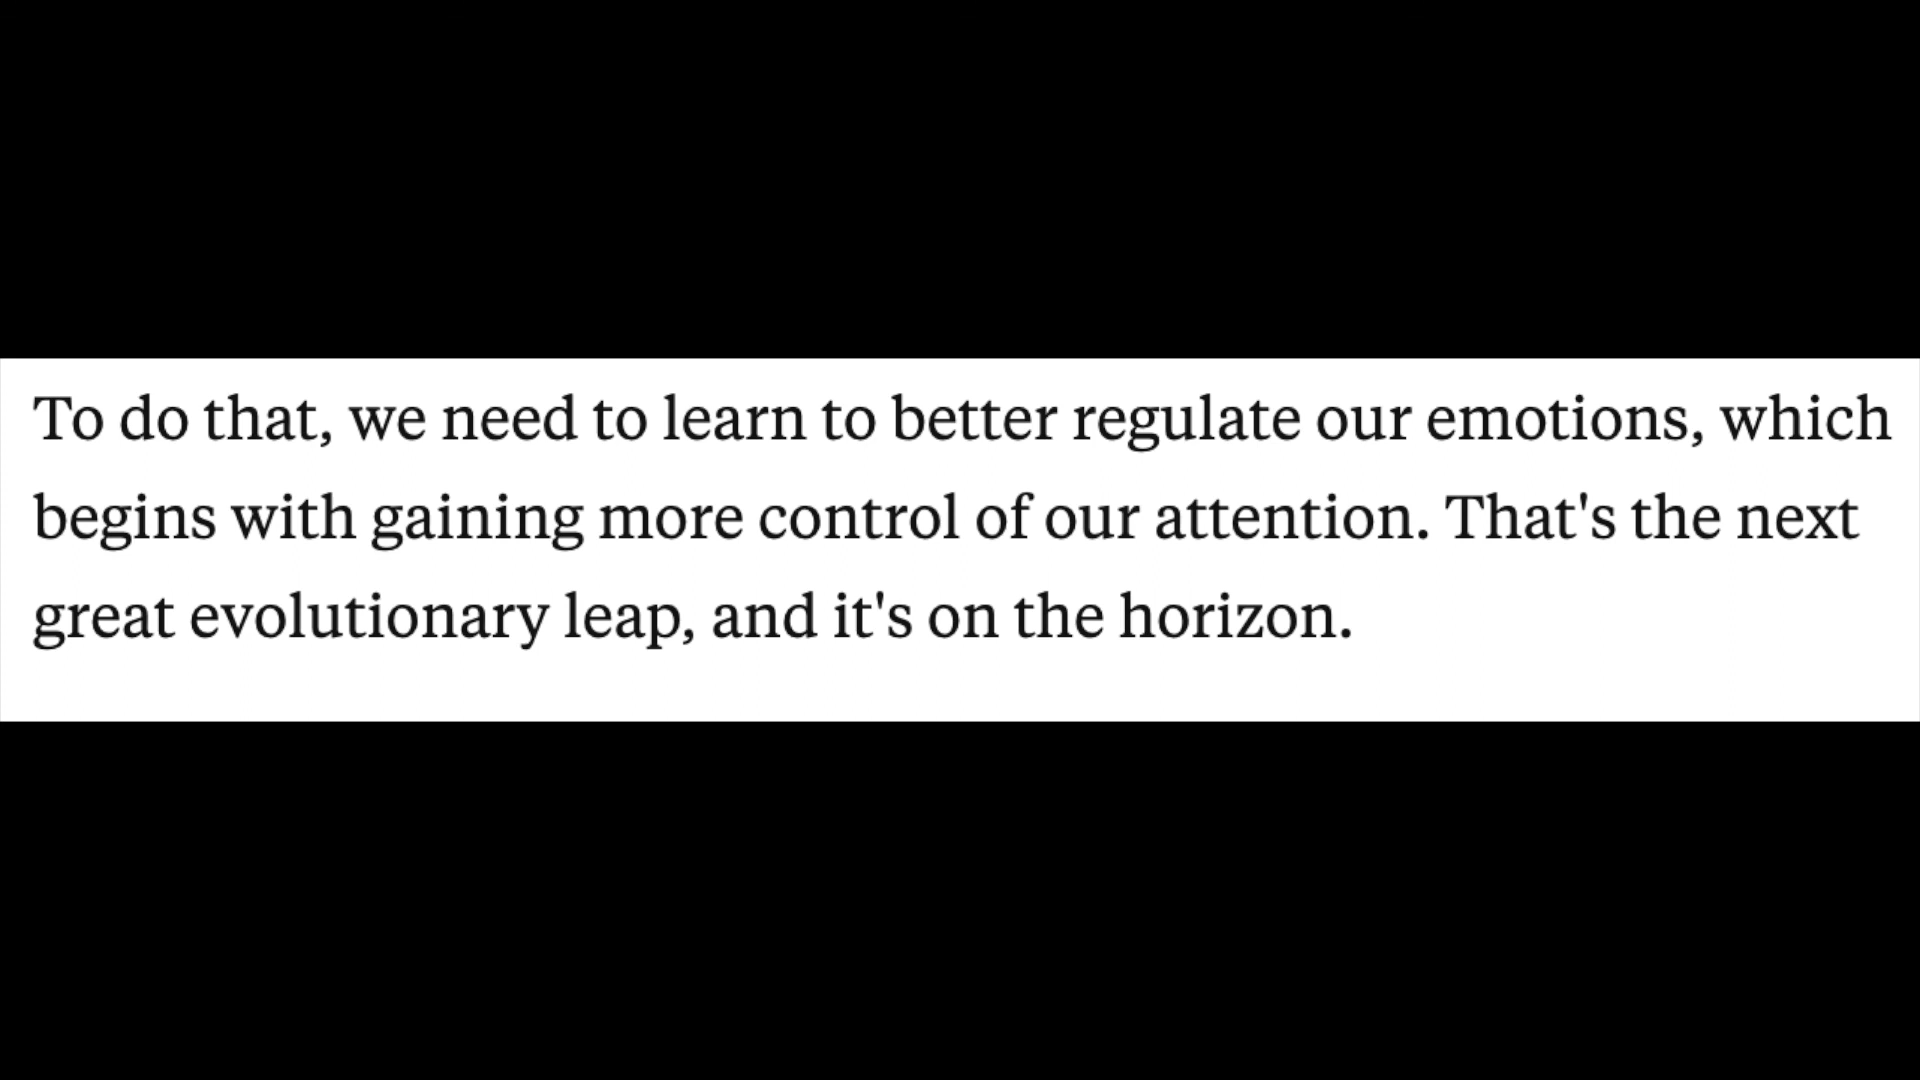 To do that, we need to learn to better regulate our emotions, which
begins with gaining more control of our attention. That's the next
great evolutionary leap, and it's on the horizon.